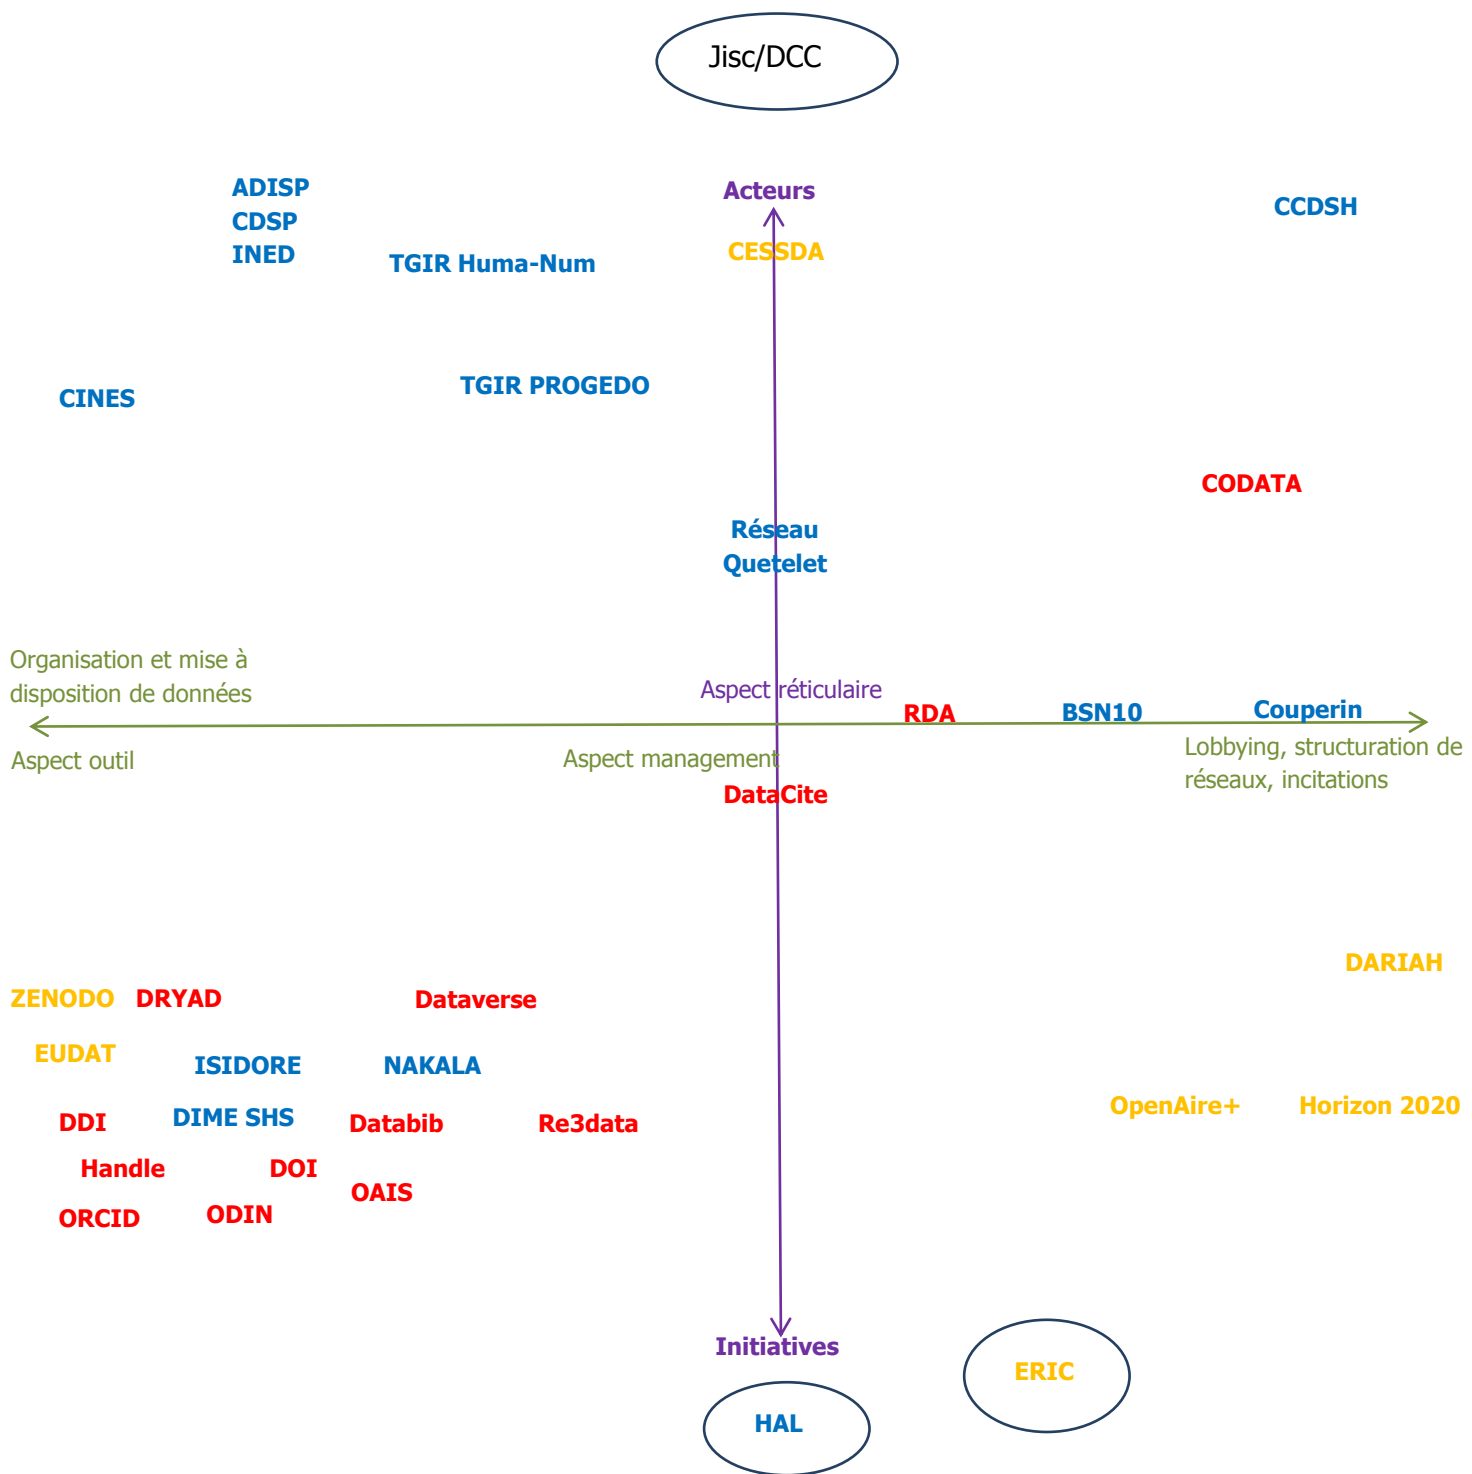 Jisc/DCC
ADISP
CDSP
INED
Acteurs
CCDSH
TGIR Huma-Num
CESSDA
CINES
TGIR PROGEDO
CODATA
Réseau
Quetelet
Organisation et mise à
disposition de données
Aspect réticulaire
RDA
BSN10
Couperin
Aspect outil
Aspect management
Lobbying, structuration de
réseaux, incitations
DataCite
DARIAH
ZENODO
DRYAD
Dataverse
EUDAT
ISIDORE
NAKALA
OpenAire+
Horizon 2020
DDI
DIME SHS
Databib
Re3data
Handle
DOI
OAIS
ORCID
ODIN
Initiatives
ERIC
HAL